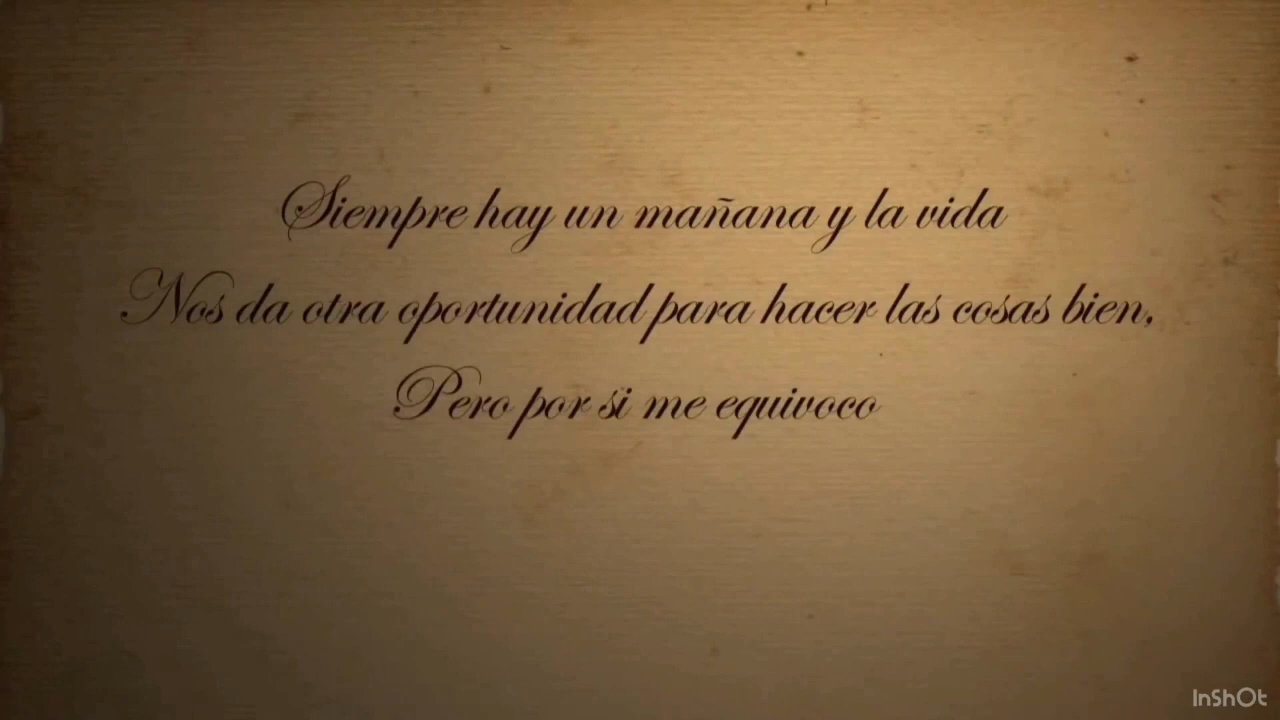 Siempre hay un mañana y la vida
Nos da otra oportunidad para hacer las cosas bien,
Pero por si me equivoco
InShOt